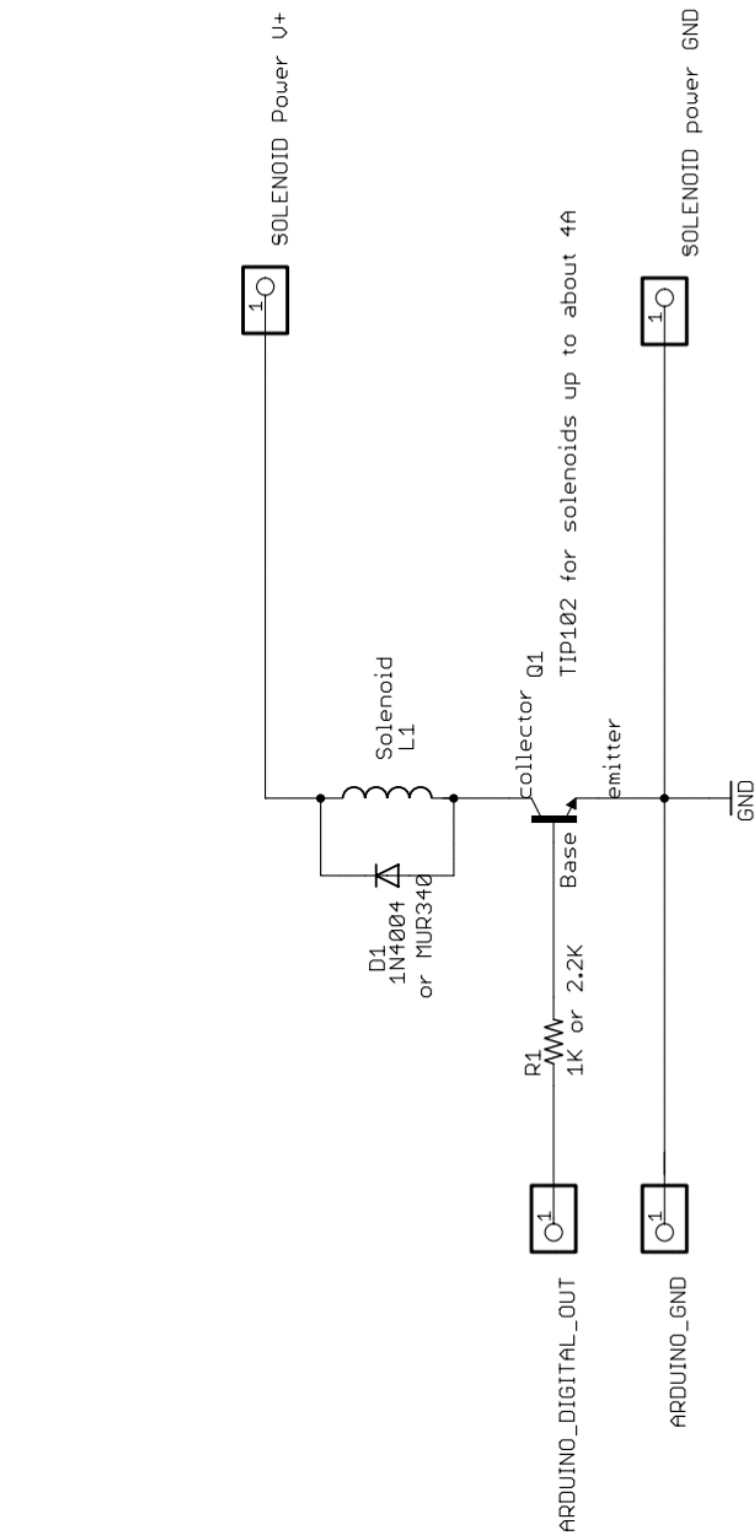 SOLENOID Power V+
1
D1
1N4004
or MUR340
Solenoid
L1
collector
Q1
TIP102 for solenoids up to about 4A
ARDUINO_DIGITAL_OUT
1
R1
1K or 2.2K
Base
emitter
ARDUINO_GND
1
1
SOLENOID power GND
GND